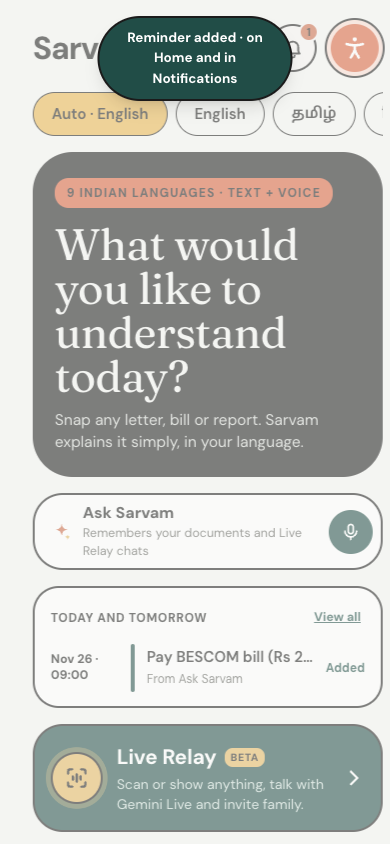 Sarv
Reminder added · on
Home and in
Notifications
1
Auto · English
English
தமிழ்
9 INDIAN LANGUAGES · TEXT + VOICE
What would
you like to
understand
today?
Snap any letter, bill or report. Sarvam
explains it simply, in your language.
Ask Sarvam
Remembers your documents and Live
Relay chats
TODAY AND TOMORROW
View all
Nov 26 ·
09:00
Pay BESCOM bill (Rs 2...
From Ask Sarvam
Added
Live Relay
BETA
Scan or show anything, talk with
Gemini Live and invite family.